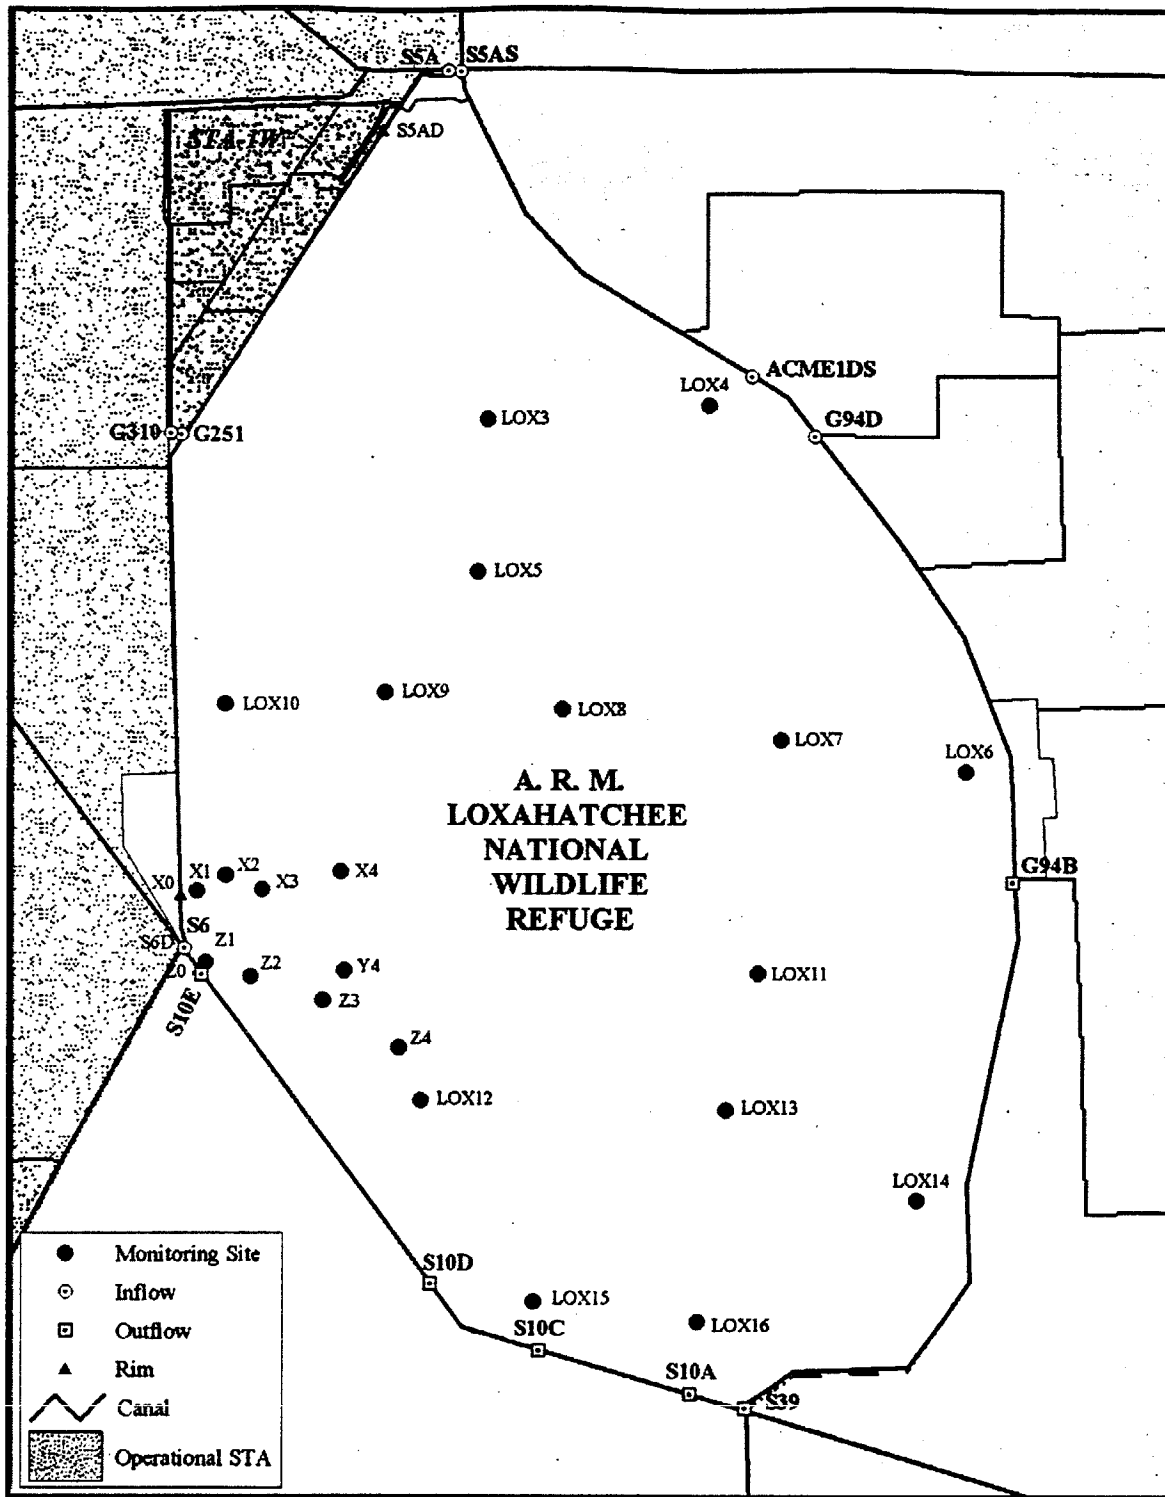 S5A
S5AS
STA-1W
S5AD
ACME1DS
LOX4
LOX3
G94D
G310
G251
LOX5
LOX9
LOX10
LOX8
LOX7
LOX6
A. R. M.
LOXAHATCHEE
NATIONAL
WILDLIFE
REFUGE
X0
X1
X2
X3
X4
G94B
S6
S6D
Z1
Z0
Z2
Y4
LOX11
S10E
Z3
Z4
LOX12
LOX13
LOX14
S10D
LOX15
S10C
LOX16
S10A
S39
Monitoring Site
Inflow
Outflow
Rim
Canal
Operational STA